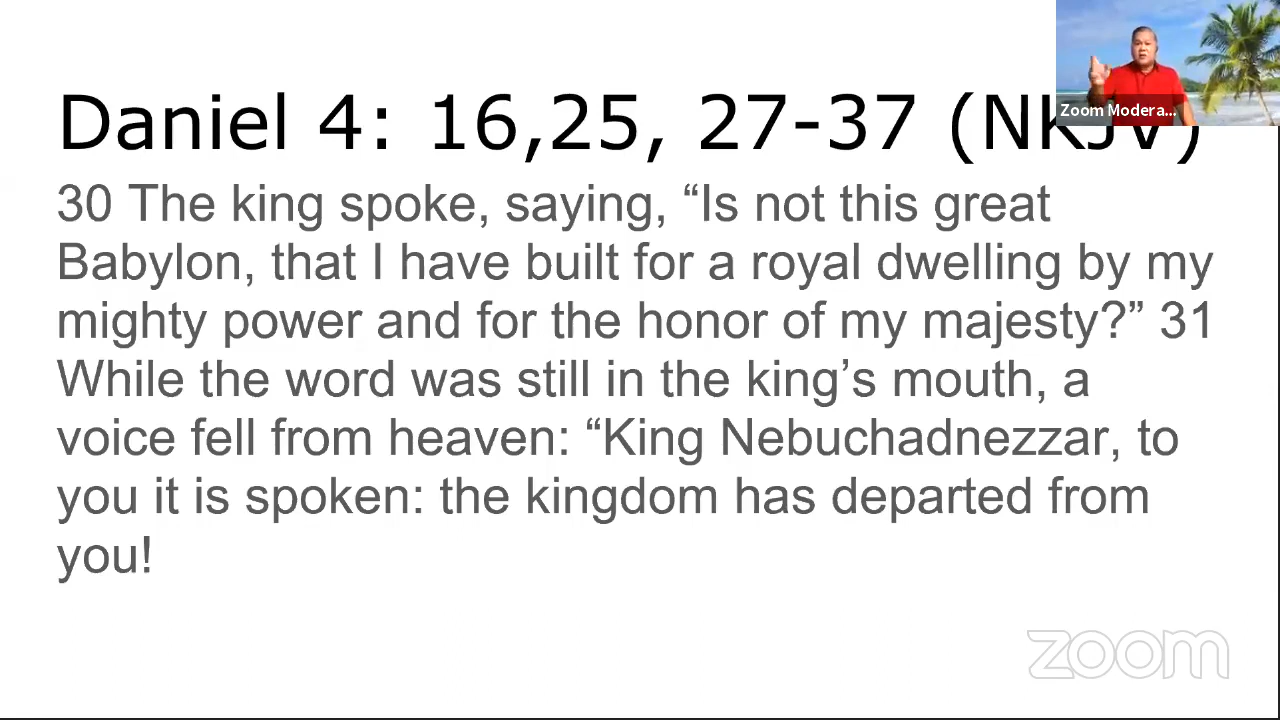 Daniel 4: 16,25, 27-37 (NKJV)
Zoom Modera...
30 The king spoke, saying, “Is not this great
Babylon, that I have built for a royal dwelling by my
mighty power and for the honor of my majesty?” 31
While the word was still in the king’s mouth, a
voice fell from heaven: “King Nebuchadnezzar, to
you it is spoken: the kingdom has departed from
you!
zoom